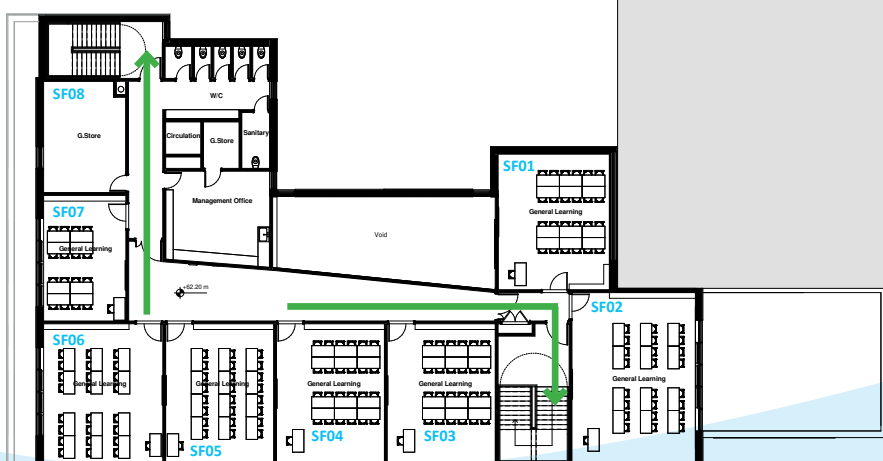 SF08
G.Store
W/C
Circulation
G.Store
Sanitary
Management Office
SF07
General Learning
Void
SF01
General Learning
+62.20 m
SF02
General Learning
SF06
General Learning
General Learning
SF05
General Learning
SF04
General Learning
SF03